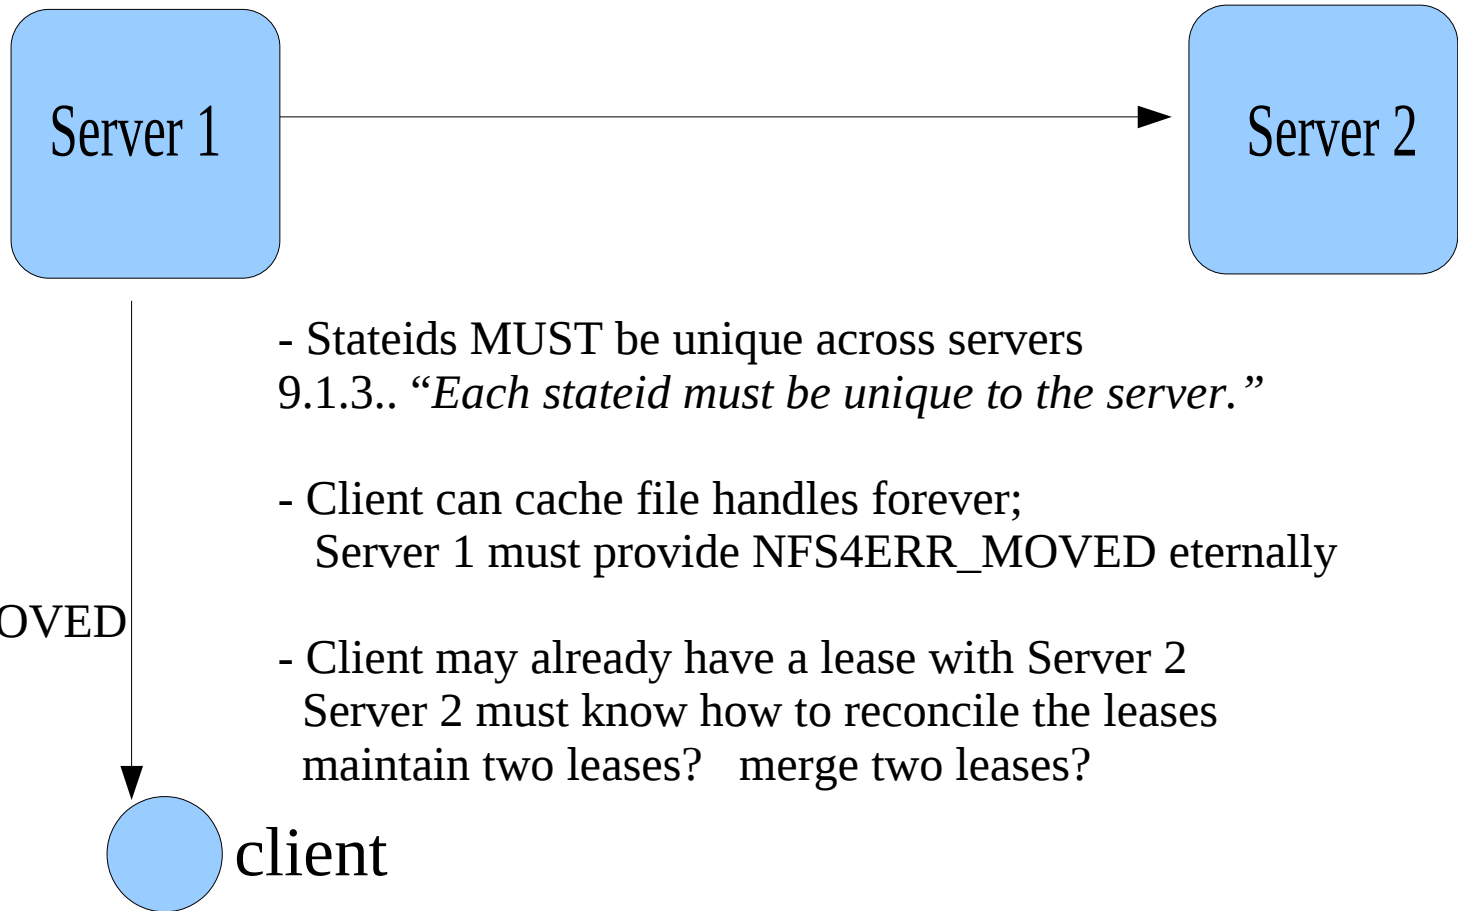 Server 1
Server 2
- Stateids MUST be unique across servers
9.1.3.. “Each stateid must be unique to the server.”
- Client can cache file handles forever;
Server 1 must provide NFS4ERR_MOVED eternally
OVED
- Client may already have a lease with Server 2
Server 2 must know how to reconcile the leases
maintain two leases?   merge two leases?
client